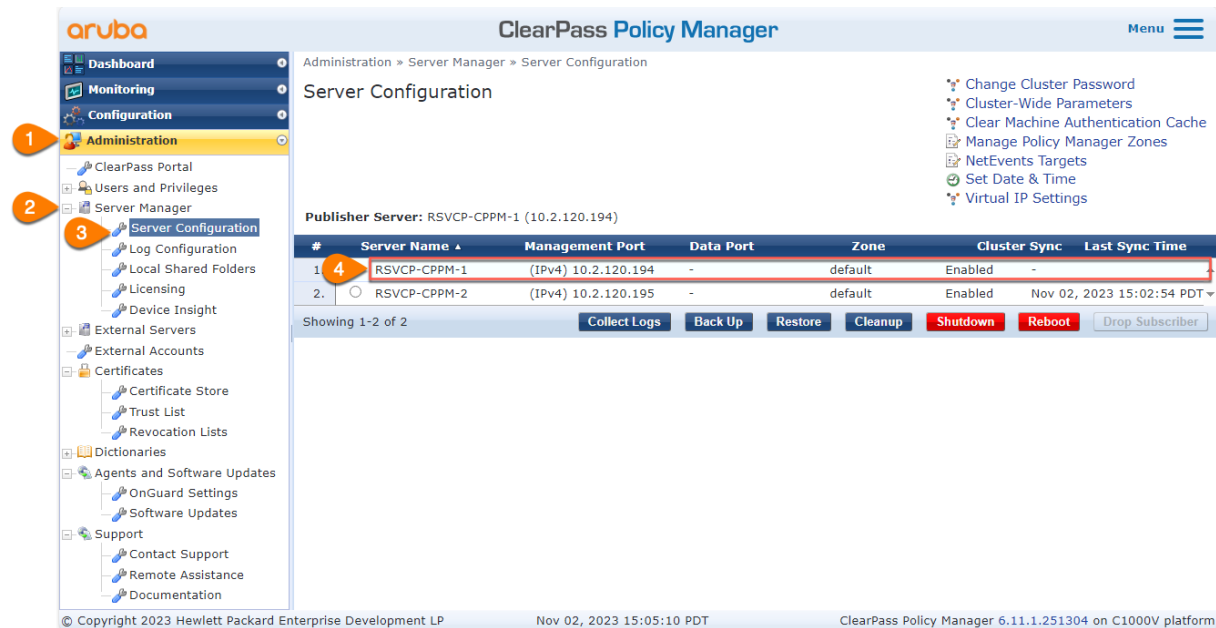 aruba
ClearPass Policy Manager
Menu
Dashboard
Monitoring
Configuration
1
Administration
ClearPass Portal
Users and Privileges
2
Server Manager
3
Server Configuration
Log Configuration
Local Shared Folders
Licensing
Device Insight
External Servers
External Accounts
Certificates
Certificate Store
Trust List
Revocation Lists
Dictionaries
Agents and Software Updates
OnGuard Settings
Software Updates
Support
Contact Support
Remote Assistance
Documentation
Administration » Server Manager » Server Configuration
Server Configuration
Change Cluster Password
Cluster-Wide Parameters
Clear Machine Authentication Cache
Manage Policy Manager Zones
NetEvents Targets
Set Date & Time
Virtual IP Settings
Publisher Server: RSVCP-CPPM-1 (10.2.120.194)
# Server Name ▲ Management Port Data Port Zone Cluster Sync Last Sync Time
1. 4 RSVCP-CPPM-1 (IPv4) 10.2.120.194 - default Enabled -
2. RSVCP-CPPM-2 (IPv4) 10.2.120.195 - default Enabled Nov 02, 2023 15:02:54 PDT
Showing 1-2 of 2 Collect Logs Back Up Restore Cleanup Shutdown Reboot Drop Subscriber
© Copyright 2023 Hewlett Packard Enterprise Development LP Nov 02, 2023 15:05:10 PDT ClearPass Policy Manager 6.11.1.251304 on C1000V platform